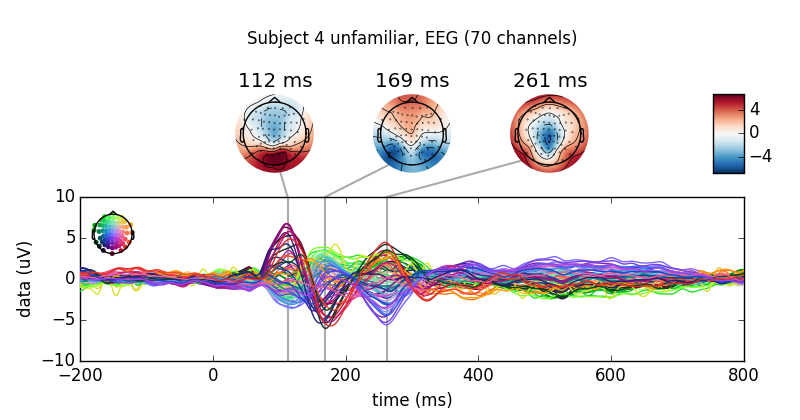 Subject 4 unfamiliar, EEG (70 channels)
112 ms 169 ms 261 ms
4
0
−4
10
5
0
−5
−10
data (uV)
−200 0 200 400 600 800
time (ms)